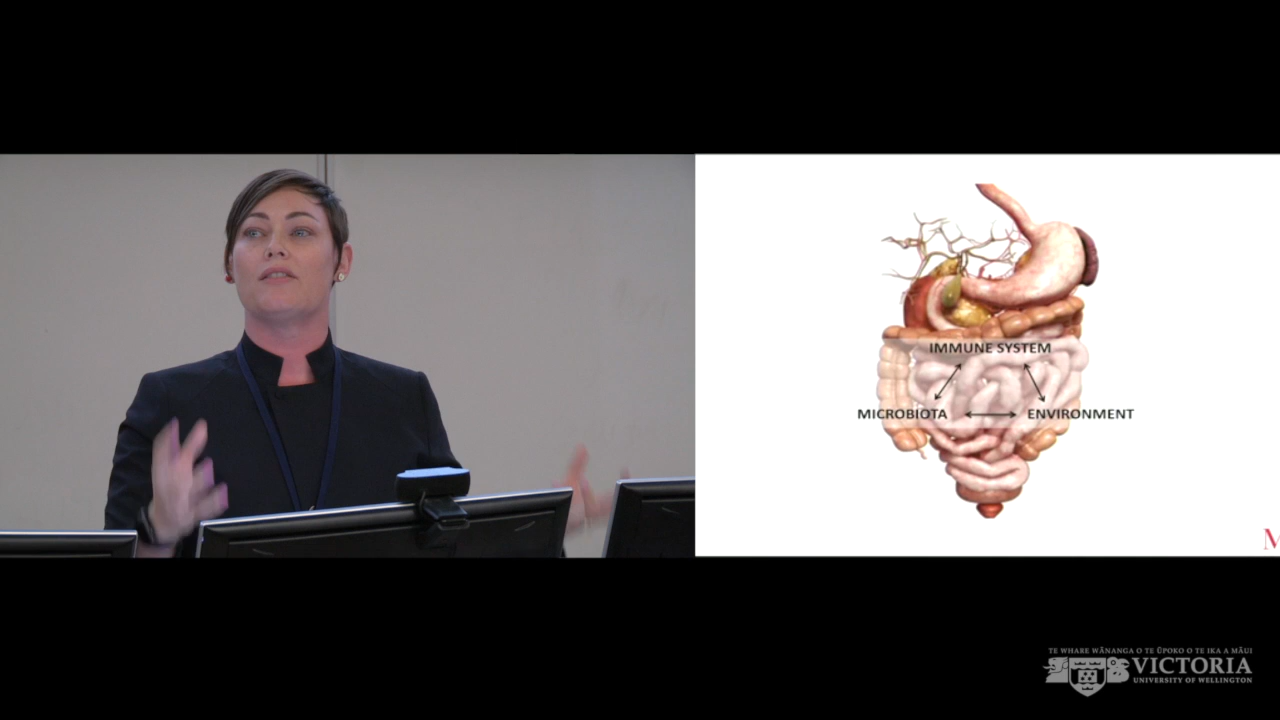 IMMUNE SYSTEM
MICROBIOTA
ENVIRONMENT
M
TE WHARE WĀNANGA O TE ŪPOKO O TE IKA A MĀUI
VICTORIA
UNIVERSITY OF WELLINGTON